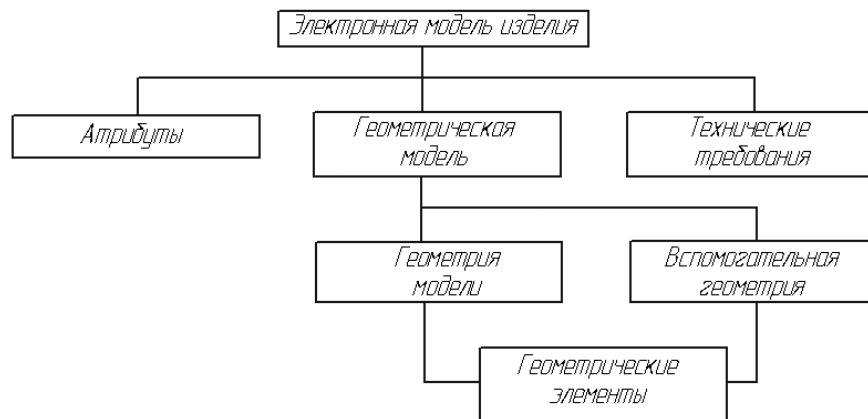 Электронная модель изделия
Атрибуты
Геометрическая
модель
Технические
требования
Геометрия
модели
Вспомогательная
геометрия
Геометрические
элементы